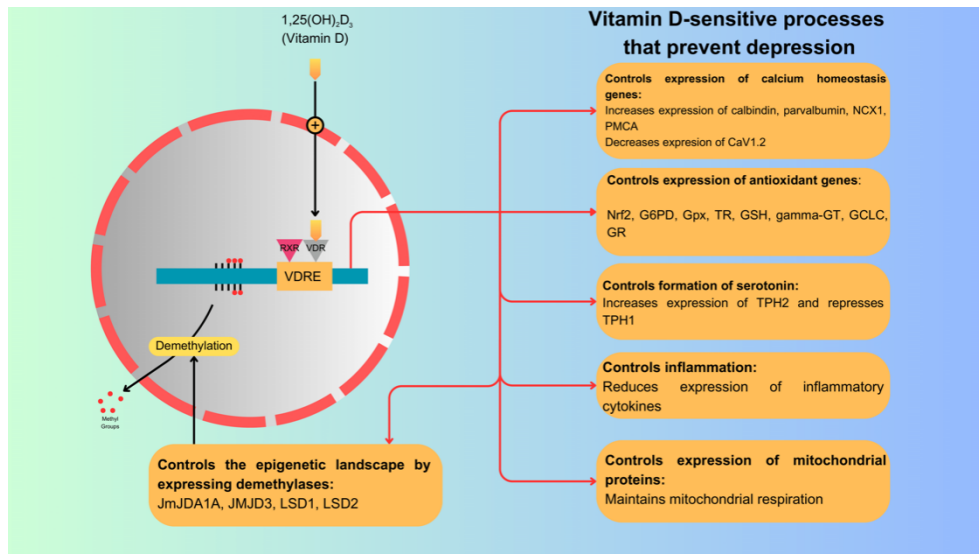 1,25(OH)₂D₃
(Vitamin D)
+
RXR
VDR
VDRE
Demethylation
Methyl
Groups
Controls the epigenetic landscape by
expressing demethylases:
JmJDA1A, JMJD3, LSD1, LSD2
Vitamin D-sensitive processes
that prevent depression
Controls expression of calcium homeostasis
genes:
Increases expression of calbindin, parvalbumin, NCX1,
PMCA
Decreases expresion of CaV1.2
Controls expression of antioxidant genes:
Nrf2, G6PD, Gpx, TR, GSH, gamma-GT, GCLC,
GR
Controls formation of serotonin:
Increases expression of TPH2 and represses
TPH1
Controls inflammation:
Reduces expression of inflammatory
cytokines
Controls expression of mitochondrial
proteins:
Maintains mitochondrial respiration